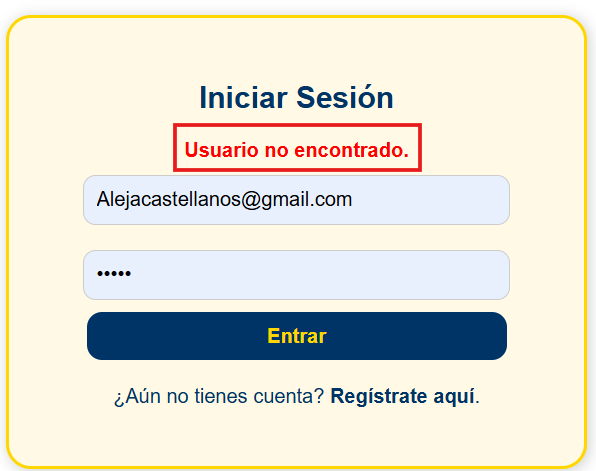 Iniciar Sesión
Usuario no encontrado.
Alejacastellanos@gmail.com
•••••
Entrar
¿Aún no tienes cuenta? Regístrate aquí.